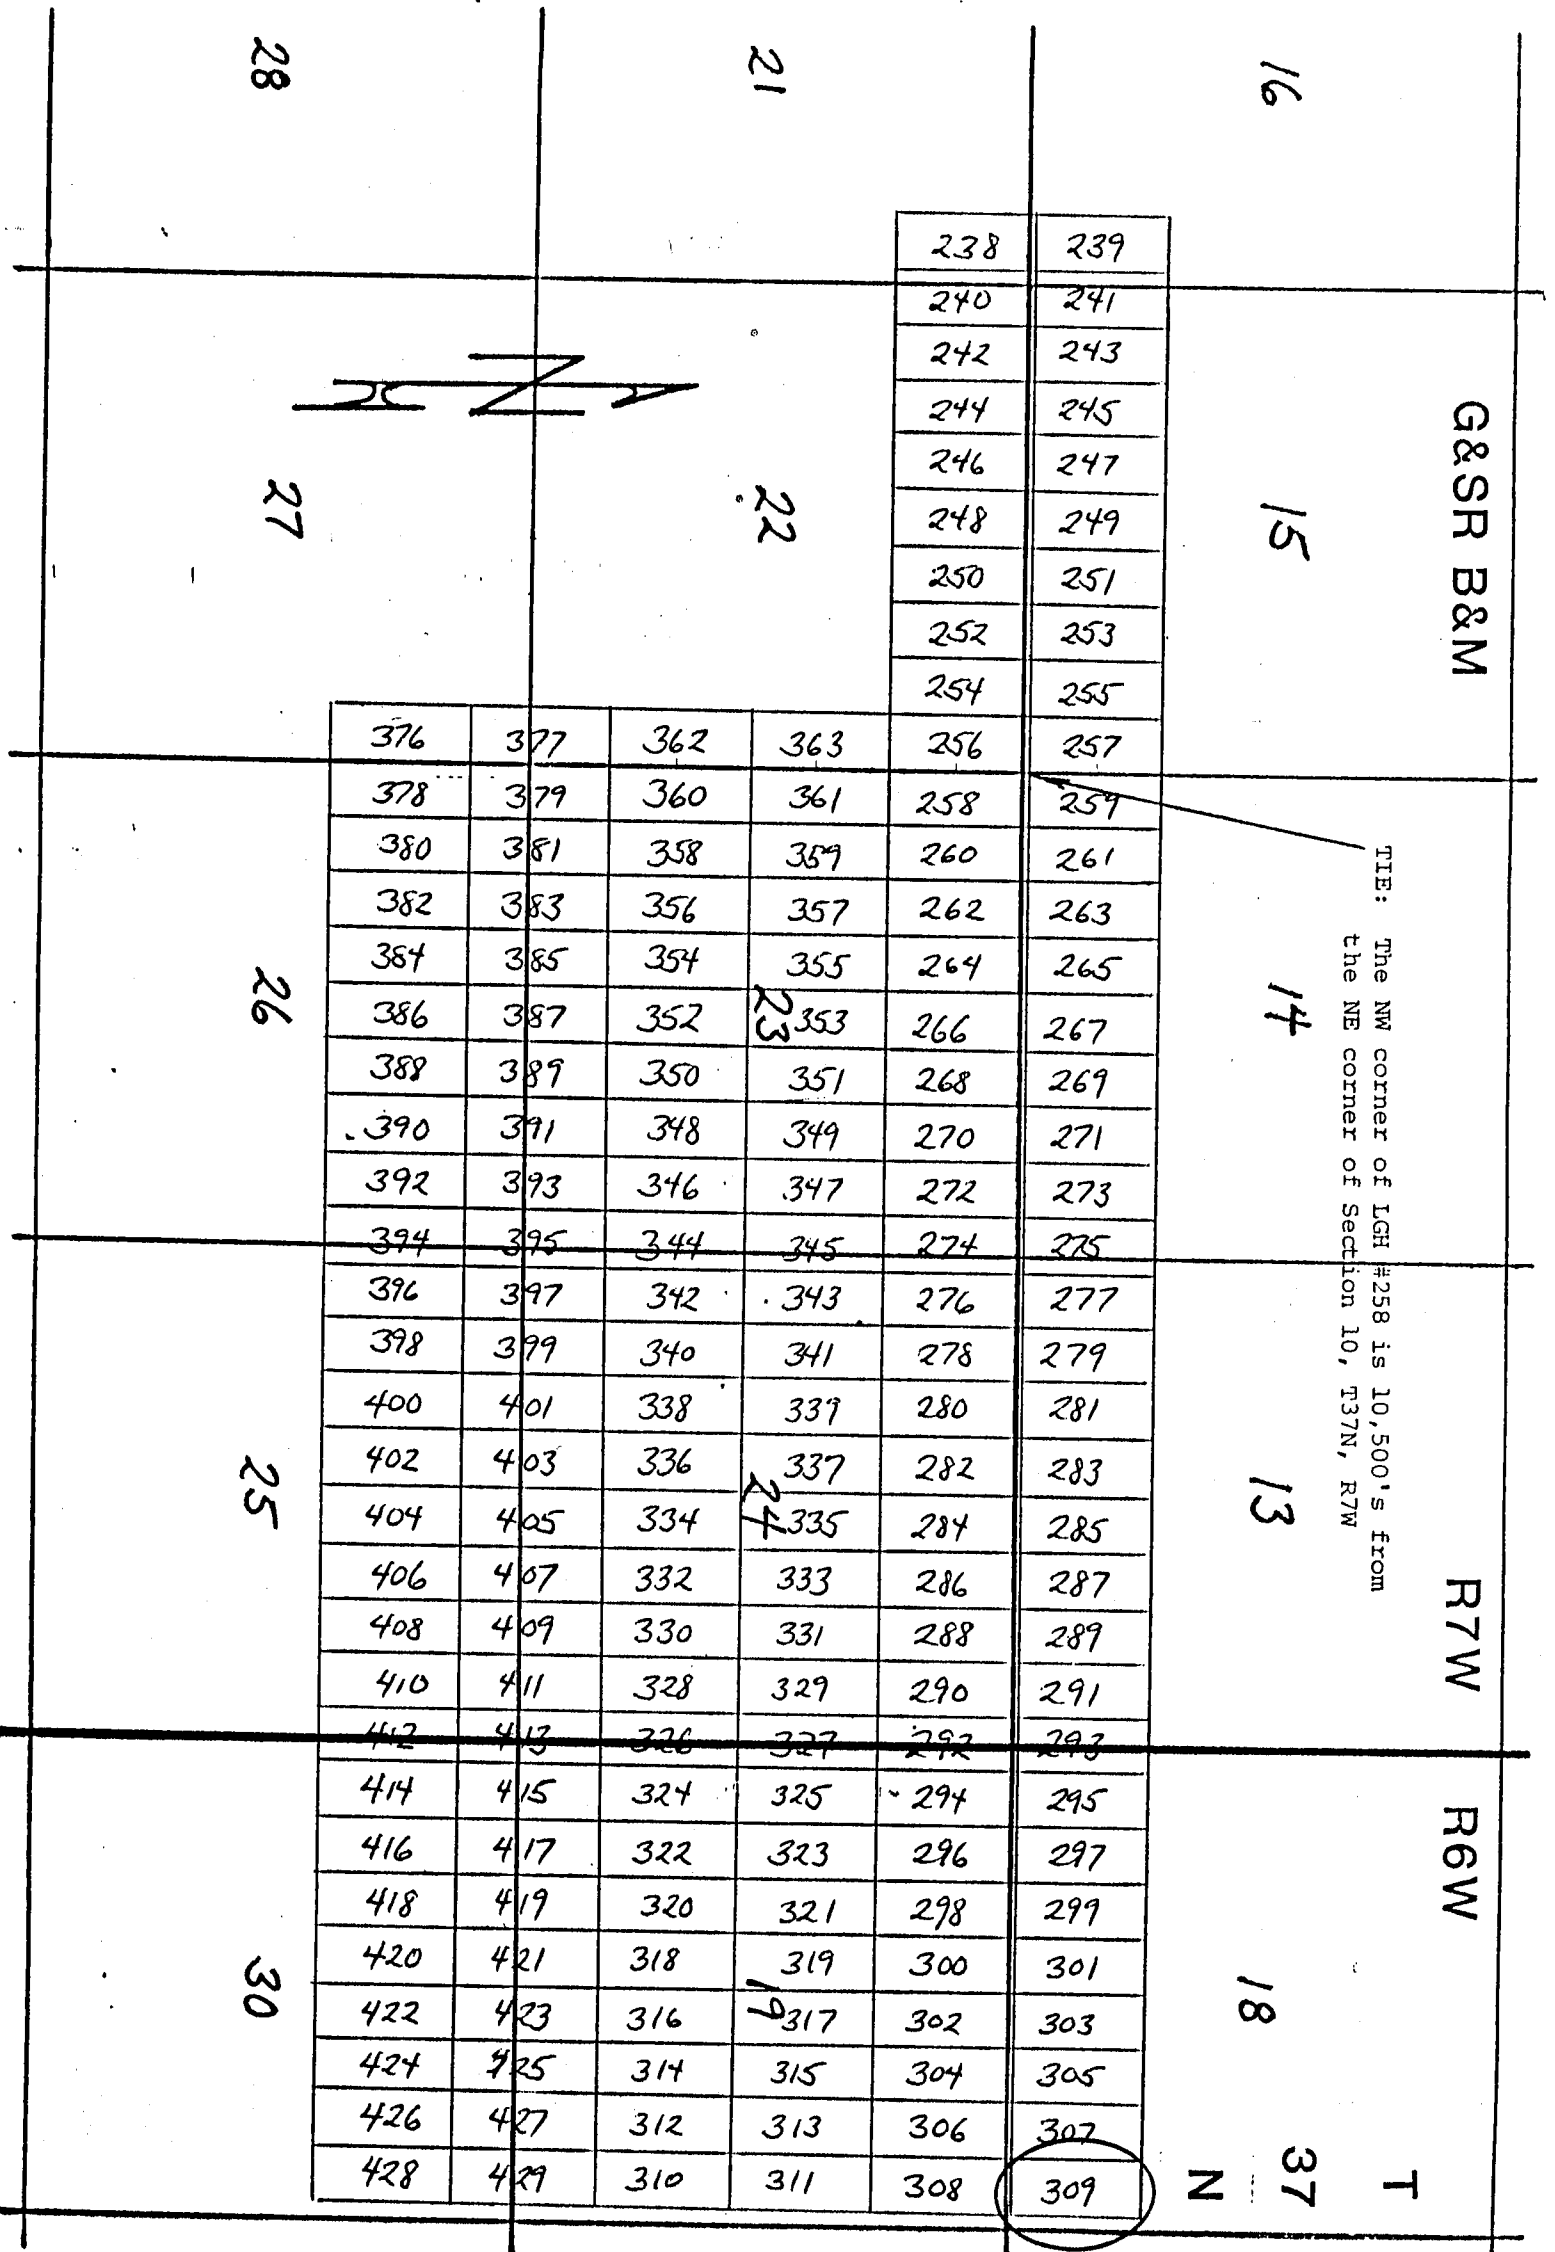 G&SR B&M
R7W
R6W
T
37
N
TIE: The NW corner of LGH #258 is 10,500's from
the NE corner of Section 10, T37N, R7W
16
15
14
13
18
21
22
23
24
19
28
27
26
25
30
N
238 239
240 241
242 243
244 245
246 247
248 249
250 251
252 253
254 255
376 377 362 363 256 257
378 379 360 361 258 259
380 381 358 359 260 261
382 383 356 357 262 263
384 385 354 355 264 265
386 387 352 353 266 267
388 389 350 351 268 269
390 391 348 349 270 271
392 393 346 347 272 273
394 395 344 345 274 275
396 397 342 343 276 277
398 399 340 341 278 279
400 401 338 339 280 281
402 403 336 337 282 283
404 405 334 335 284 285
406 407 332 333 286 287
408 409 330 331 288 289
410 411 328 329 290 291
412 413 326 327 292 293
414 415 324 325 294 295
416 417 322 323 296 297
418 419 320 321 298 299
420 421 318 319 300 301
422 423 316 317 302 303
424 425 314 315 304 305
426 427 312 313 306 307
428 429 310 311 308 309